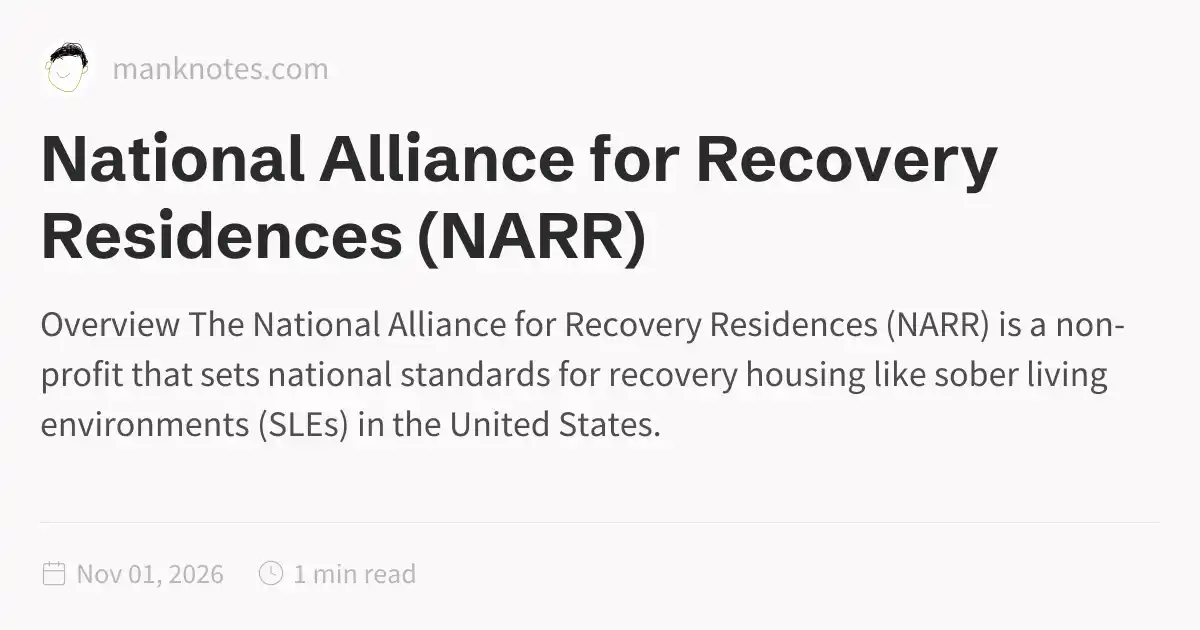 manknotes.com
National Alliance for Recovery
Residences (NARR)
Overview The National Alliance for Recovery Residences (NARR) is a non-
profit that sets national standards for recovery housing like sober living
environments (SLEs) in the United States.
Nov 01, 2026 1 min read